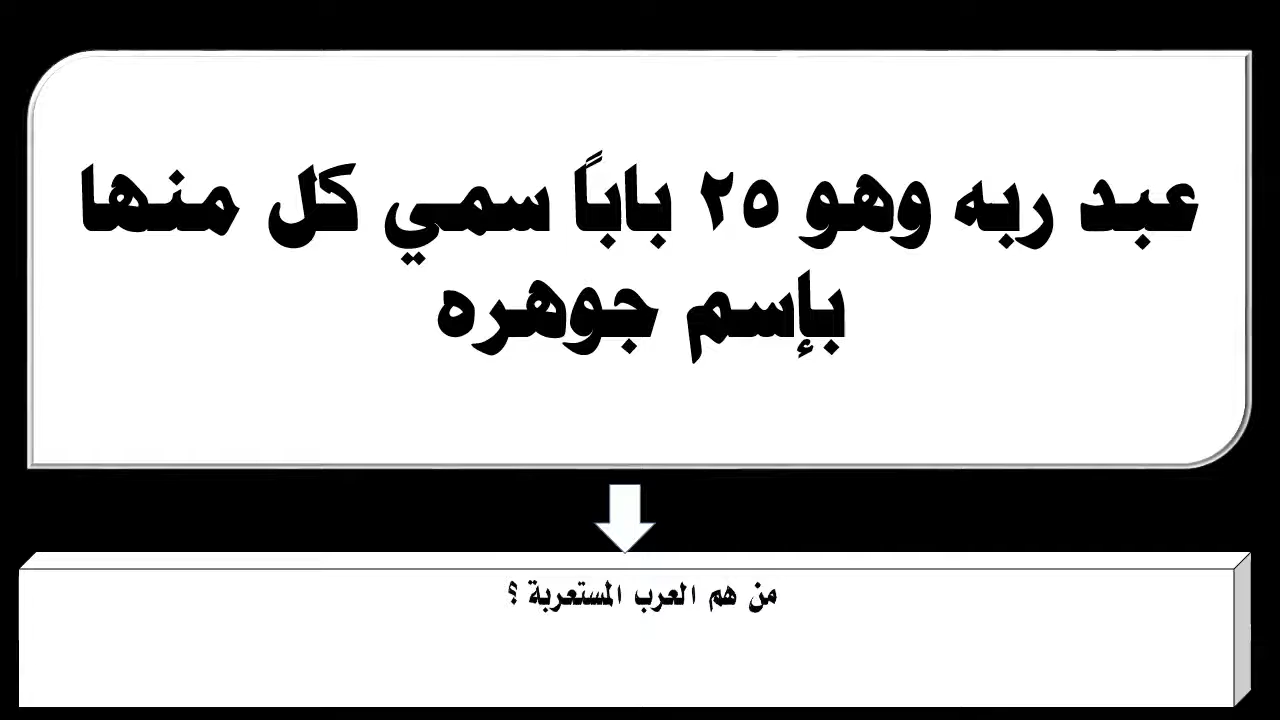 عبد ربه وهو ٢٥ باباً سمي كل منها
بإسم جوهره
من هم العرب المستعربة ؟